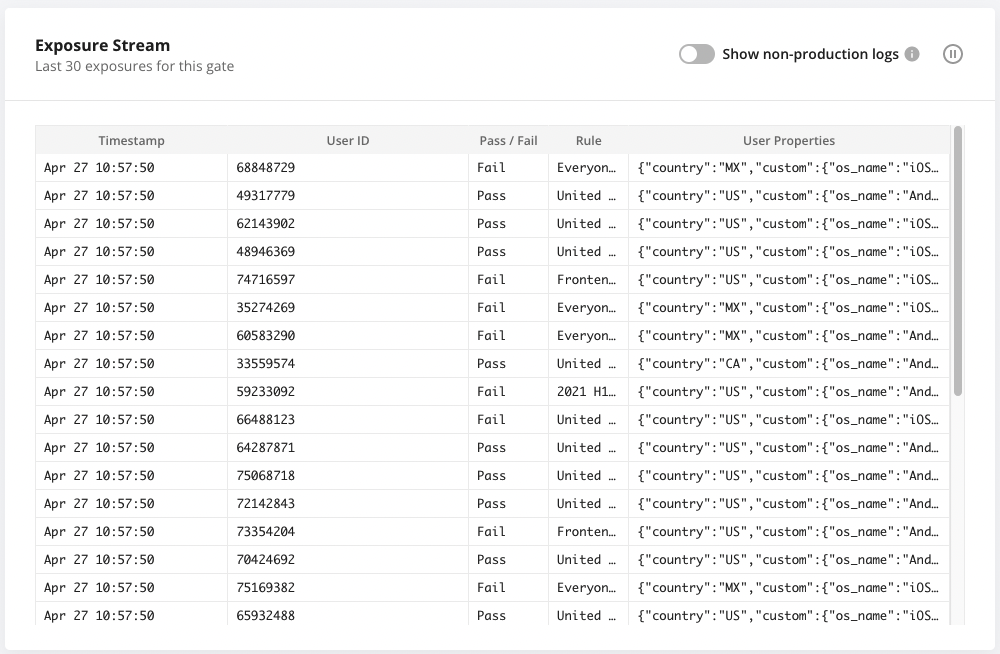 Exposure Stream
Last 30 exposures for this gate
Show non-production logs
Timestamp User ID Pass / Fail Rule User Properties
Apr 27 10:57:50 68848729 Fail Everyon… {"country":"MX","custom":{"os_name":"iOS…
Apr 27 10:57:50 49317779 Pass United … {"country":"US","custom":{"os_name":"And…
Apr 27 10:57:50 62143902 Pass United … {"country":"US","custom":{"os_name":"iOS…
Apr 27 10:57:50 48946369 Pass United … {"country":"US","custom":{"os_name":"iOS…
Apr 27 10:57:50 74716597 Fail Fronten… {"country":"US","custom":{"os_name":"iOS…
Apr 27 10:57:50 35274269 Fail Everyon… {"country":"MX","custom":{"os_name":"iOS…
Apr 27 10:57:50 60583290 Fail Everyon… {"country":"MX","custom":{"os_name":"And…
Apr 27 10:57:50 33559574 Pass United … {"country":"CA","custom":{"os_name":"And…
Apr 27 10:57:50 59233092 Fail 2021 H1… {"country":"US","custom":{"os_name":"And…
Apr 27 10:57:50 66488123 Pass United … {"country":"US","custom":{"os_name":"iOS…
Apr 27 10:57:50 64287871 Pass United … {"country":"US","custom":{"os_name":"And…
Apr 27 10:57:50 75068718 Pass United … {"country":"US","custom":{"os_name":"And…
Apr 27 10:57:50 72142843 Pass United … {"country":"US","custom":{"os_name":"And…
Apr 27 10:57:50 73354204 Fail Fronten… {"country":"US","custom":{"os_name":"And…
Apr 27 10:57:50 70424692 Pass United … {"country":"US","custom":{"os_name":"And…
Apr 27 10:57:50 75169382 Fail Everyon… {"country":"MX","custom":{"os_name":"iOS…
Apr 27 10:57:50 65932488 Pass United … {"country":"US","custom":{"os_name":"iOS…